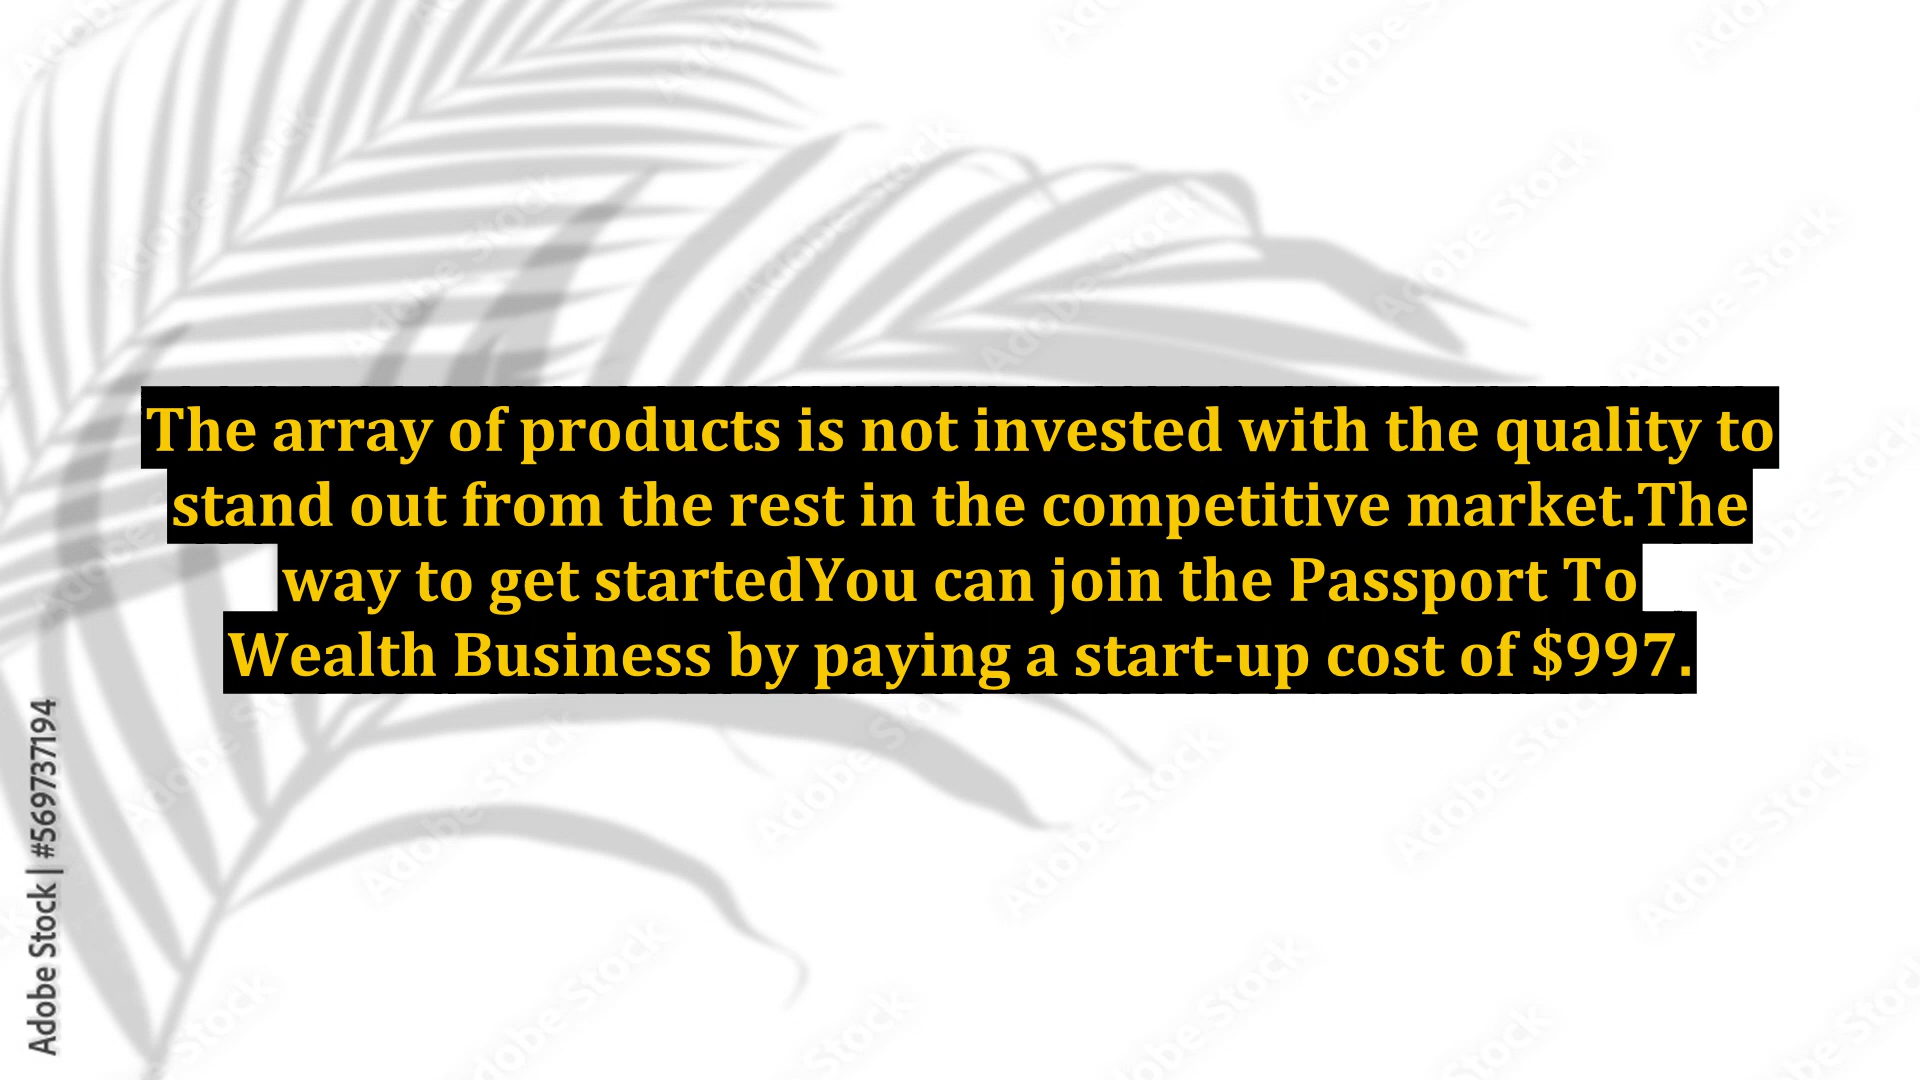 The array of products is not invested with the quality to
stand out from the rest in the competitive market.The
way to get startedYou can join the Passport To
Wealth Business by paying a start-up cost of $997.
Adobe Stock | #569737194
Adobe Stock